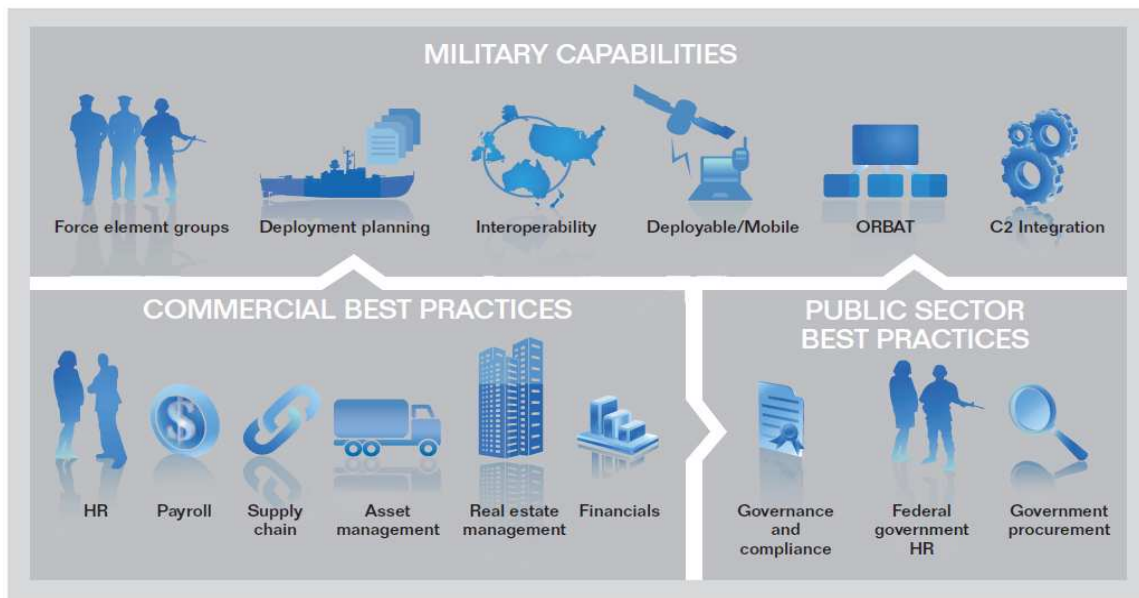 MILITARY CAPABILITIES
Force element groups
Deployment planning
Interoperability
Deployable/Mobile
ORBAT
C2 Integration
COMMERCIAL BEST PRACTICES
HR
Payroll
Supply
chain
Asset
management
Real estate
management
Financials
PUBLIC SECTOR
BEST PRACTICES
Governance
and
compliance
Federal
government
HR
Government
procurement